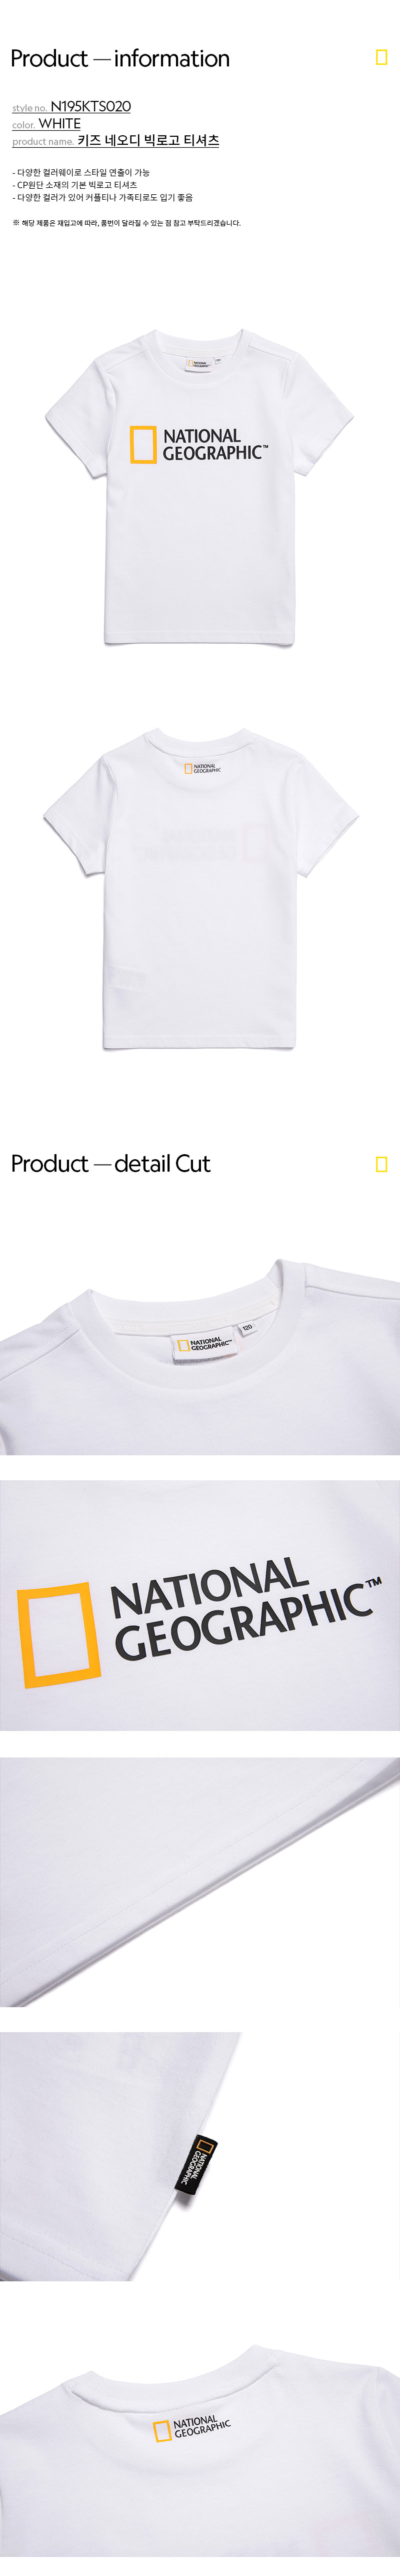 Product — information
style no. N195KTS020
color. WHITE
product name. 키즈 네오디 빅로고 티셔츠
- 다양한 컬러웨이로 스타일 연출이 가능
- CP원단 소재의 기본 빅로고 티셔츠
- 다양한 컬러가 있어 커플티나 가족티로도 입기 좋음
※ 해당 제품은 재입고에 따라, 품번이 달라질 수 있는 점 참고 부탁드리겠습니다.
NATIONAL
GEOGRAPHIC™
NATIONAL
GEOGRAPHIC
Product — detail Cut
NATIONAL
GEOGRAPHIC™
120
NATIONAL
GEOGRAPHIC™
NATIONAL
GEOGRAPHIC
NATIONAL
GEOGRAPHIC